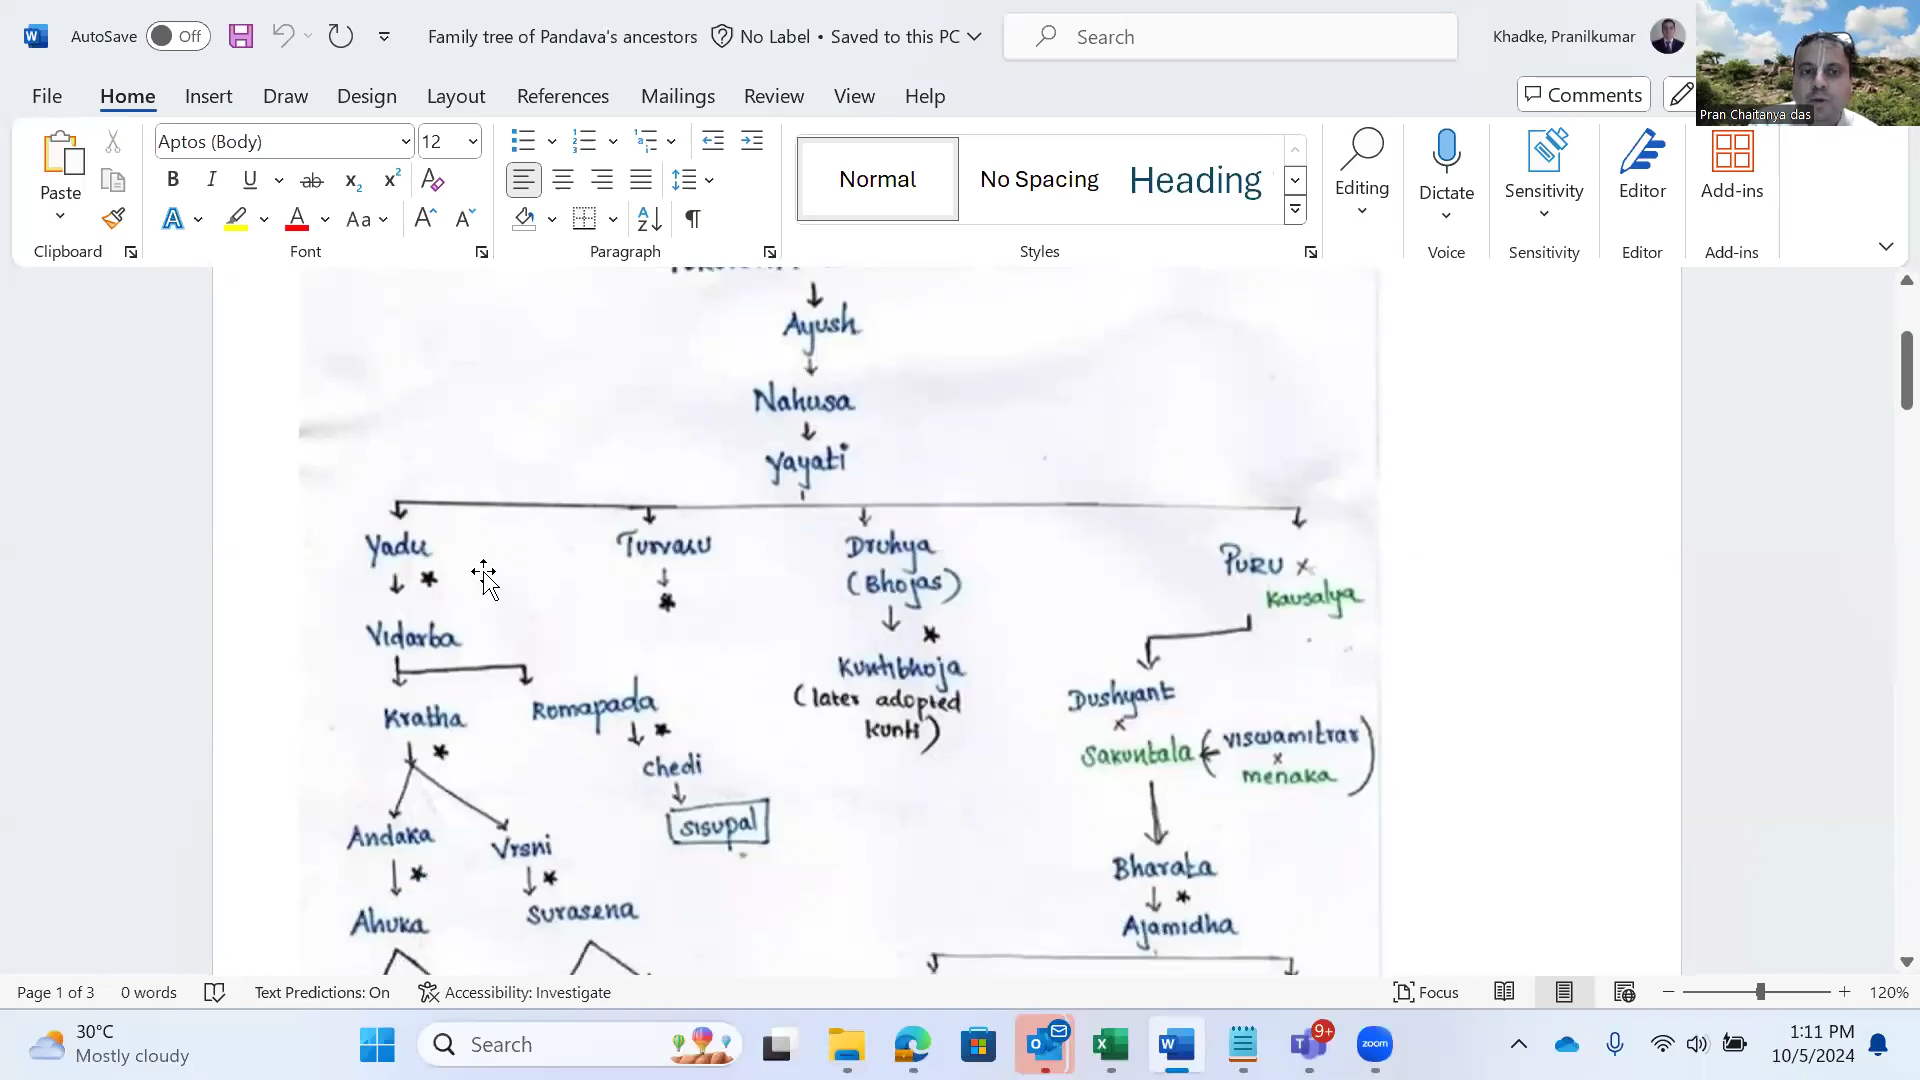 AutoSave Off Family tree of Pandava's ancestors No Label • Saved to this PC Search Khadke, Pranilkumar
File Home Insert Draw Design Layout References Mailings Review View Help Comments
Pran Chaitanya das
Paste Aptos (Body) 12 Normal No Spacing Heading Editing Dictate Sensitivity Editor Add-ins
Clipboard Font Paragraph Styles Voice Sensitivity Editor Add-ins
Ayush
Nahusa
Yayati
Yadu Turvasu Druhya Puru x
(Bhojas) Kausalya
Vidarba Kuntibhoja
Kratha Romapada (later adopted Dushyant
kunti) x
Chedi Sakuntala (viswamitrar
x
menaka)
Sisupal
Andaka Vrsni Bharata
Ahuka Surasena Ajamidha
Page 1 of 3 0 words Text Predictions: On Accessibility: Investigate Focus 120%
30°C
Mostly cloudy
Search
9+
zoom
1:11 PM
10/5/2024